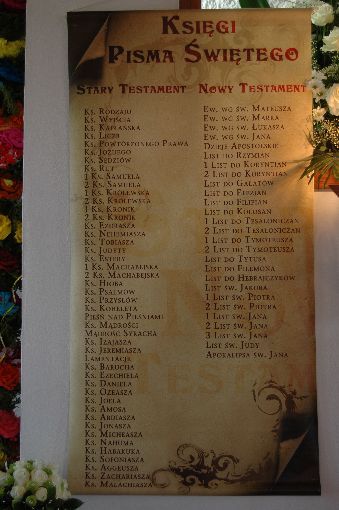 Księgi
Pisma Świętego
Stary Testament
Ks. Rodzaju
Ks. Wyjścia
Ks. Kapłańska
Ks. Liczb
Ks. Powtórzonego Prawa
Ks. Jozuego
Ks. Sędziów
Ks. Rut
1 Ks. Samuela
2 Ks. Samuela
1 Ks. Królewska
2 Ks. Królewska
1 Ks. Kronik
2 Ks. Kronik
Ks. Ezdrasza
Ks. Nehemiasza
Ks. Tobiasza
Ks. Judyty
Ks. Estery
1 Ks. Machabejska
2 Ks. Machabejska
Ks. Hioba
Ks. Psalmów
Ks. Przysłów
Ks. Koheleta
Pieśń nad Pieśniami
Ks. Mądrości
Mądrość Syracha
Ks. Izajasza
Ks. Jeremiasza
Lamentacje
Ks. Barucha
Ks. Ezechiela
Ks. Daniela
Ks. Ozeasza
Ks. Joela
Ks. Amosa
Ks. Abdiasza
Ks. Jonasza
Ks. Micheasza
Ks. Nahuma
Ks. Habakuka
Ks. Sofoniasza
Ks. Aggeusza
Ks. Zachariasza
Ks. Malachiasza
Nowy Testament
Ew. wg św. Mateusza
Ew. wg św. Marka
Ew. wg św. Łukasza
Ew. wg św. Jana
Dzieje Apostolskie
List do Rzymian
1 List do Koryntian
2 List do Koryntian
List do Galatów
List do Efezjan
List do Filipian
List do Kolosan
1 List do Tesaloniczan
2 List do Tesaloniczan
1 List do Tymoteusza
2 List do Tymoteusza
List do Tytusa
List do Filemona
List do Hebrajczyków
List św. Jakuba
1 List św. Piotra
2 List św. Piotra
1 List św. Jana
2 List św. Jana
3 List św. Jana
List św. Judy
Apokalipsa św. Jana